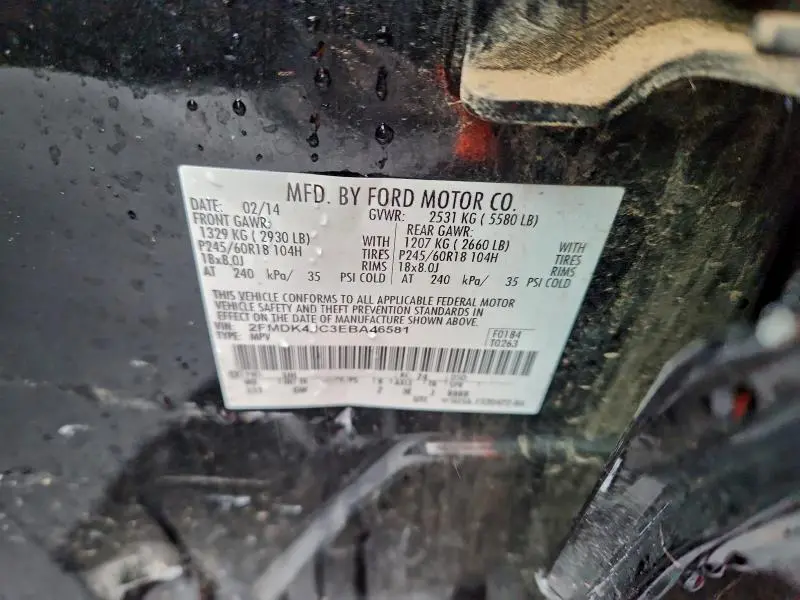 MFD. BY FORD MOTOR CO.
DATE: 02/14 GVWR: 2531 KG ( 5580 LB)
FRONT GAWR: REAR GAWR:
1329 KG ( 2930 LB) WITH 1207 KG ( 2660 LB) WITH
P245/60R18 104H TIRES P245/60R18 104H TIRES
18x8.0J RIMS 18x8.0J RIMS
AT 240 kPa/ 35 PSI COLD AT 240 kPa/ 35 PSI COLD
THIS VEHICLE CONFORMS TO ALL APPLICABLE FEDERAL MOTOR
VEHICLE SAFETY AND THEFT PREVENTION STANDARDS IN
EFFECT ON THE DATE OF MANUFACTURE SHOWN ABOVE.
VIN: 2FMDK4JC3EBA46581 F0184
TYPE: MPV T0263